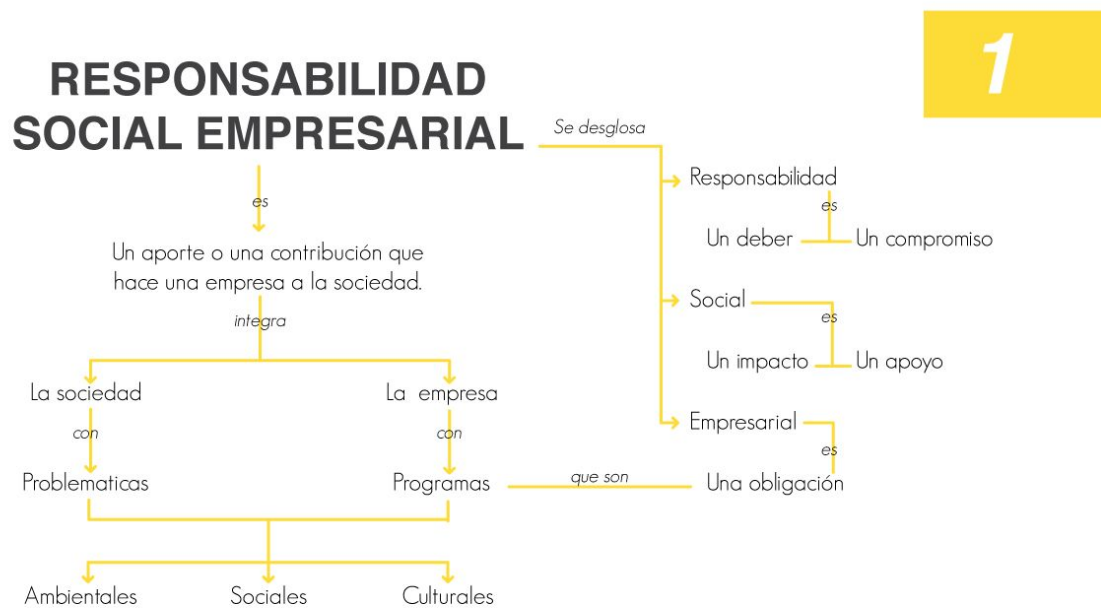 1
RESPONSABILIDAD
SOCIAL EMPRESARIAL
Se desglosa
es
Un aporte o una contribución que
hace una empresa a la sociedad.
integra
La sociedad
La empresa
con
con
Problematicas
Programas
que son
Ambientales
Sociales
Culturales
Responsabilidad
es
Un deber
Un compromiso
Social
es
Un impacto
Un apoyo
Empresarial
es
Una obligación